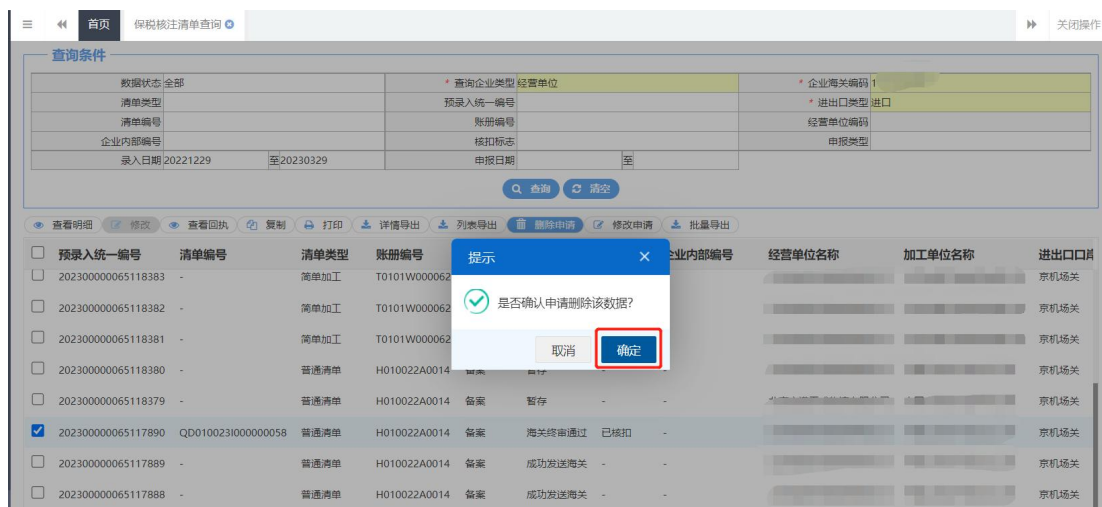 首页 保税核注清单查询 关闭操作
查询条件
数据状态 全部 * 查询企业类型 经营单位 * 企业海关编码 1
清单类型 预录入统一编号 * 进出口类型 进口
清单编号 账册编号 经营单位编码
企业内部编号 核扣标志 申报类型
录入日期 20221229 至20230329 申报日期 至
查询 清空
查看明细 修改 查看回执 复制 打印 详情导出 列表导出 删除申请 修改申请 批量导出
预录入统一编号 清单编号 清单类型 账册编号 企业内部编号 经营单位名称 加工单位名称 进出口口岸
202300000065118383 - 简单加工 T0101W000062 京机场关
202300000065118382 - 简单加工 T0101W000062 京机场关
202300000065118381 - 简单加工 T0101W000062 京机场关
202300000065118380 - 普通清单 H010022A0014 备案 暂存 - - 京机场关
202300000065118379 - 普通清单 H010022A0014 备案 暂存 - - 京机场关
202300000065117890 QD010023I000000058 普通清单 H010022A0014 备案 海关终审通过 已核扣 - 京机场关
202300000065117889 - 普通清单 H010022A0014 备案 成功发送海关 - - 京机场关
202300000065117888 - 普通清单 H010022A0014 备案 成功发送海关 - - 京机场关
提示 ×
是否确认申请删除该数据?
取消 确定